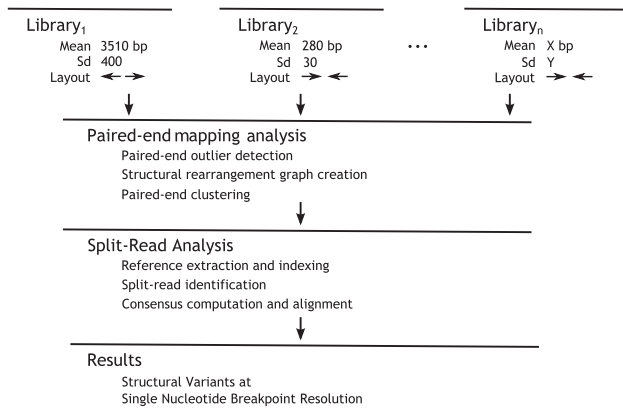 Library1
Mean 3510 bp
Sd 400
Layout
Library2
Mean 280 bp
Sd 30
Layout
...
Libraryn
Mean X bp
Sd Y
Layout
Paired-end mapping analysis
Paired-end outlier detection
Structural rearrangement graph creation
Paired-end clustering
Split-Read Analysis
Reference extraction and indexing
Split-read identification
Consensus computation and alignment
Results
Structural Variants at
Single Nucleotide Breakpoint Resolution